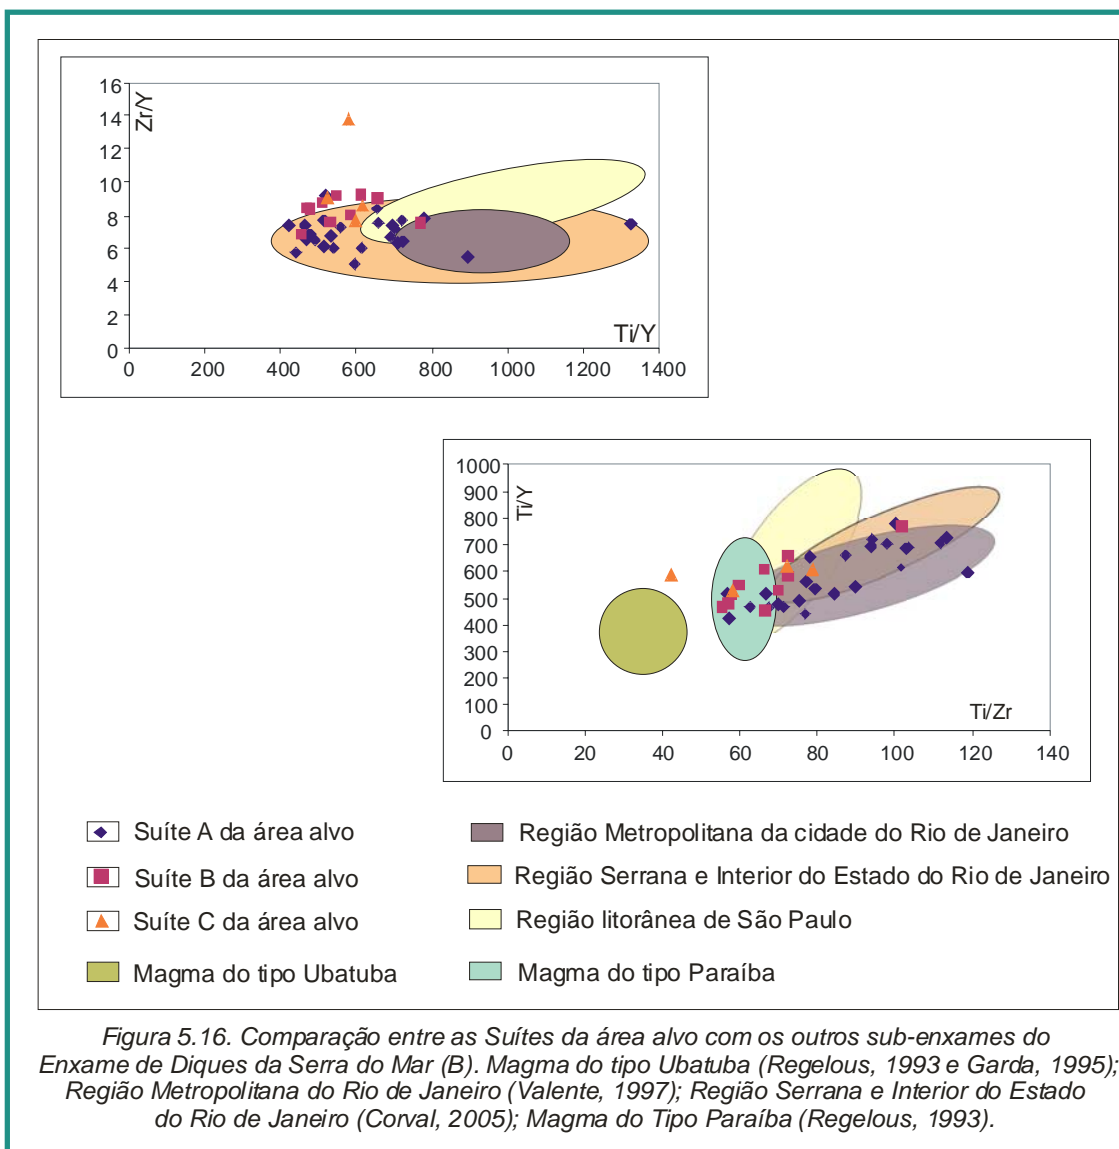 16
14
12
10
8
6
4
2
0
Zr/Y
Ti/Y
0 200 400 600 800 1000 1200 1400
1000
900
800
700
600
500
400
300
200
100
0
Ti/Y
Ti/Zr
0 20 40 60 80 100 120 140
Suíte A da área alvo
Região Metropolitana da cidade do Rio de Janeiro
Suíte B da área alvo
Região Serrana e Interior do Estado do Rio de Janeiro
Suíte C da área alvo
Região litorânea de São Paulo
Magma do tipo Ubatuba
Magma do tipo Paraíba
Figura 5.16. Comparação entre as Suítes da área alvo com os outros sub-enxames do
Enxame de Diques da Serra do Mar (B). Magma do tipo Ubatuba (Regelous, 1993 e Garda, 1995);
Região Metropolitana do Rio de Janeiro (Valente, 1997); Região Serrana e Interior do Estado
do Rio de Janeiro (Corval, 2005); Magma do Tipo Paraíba (Regelous, 1993).